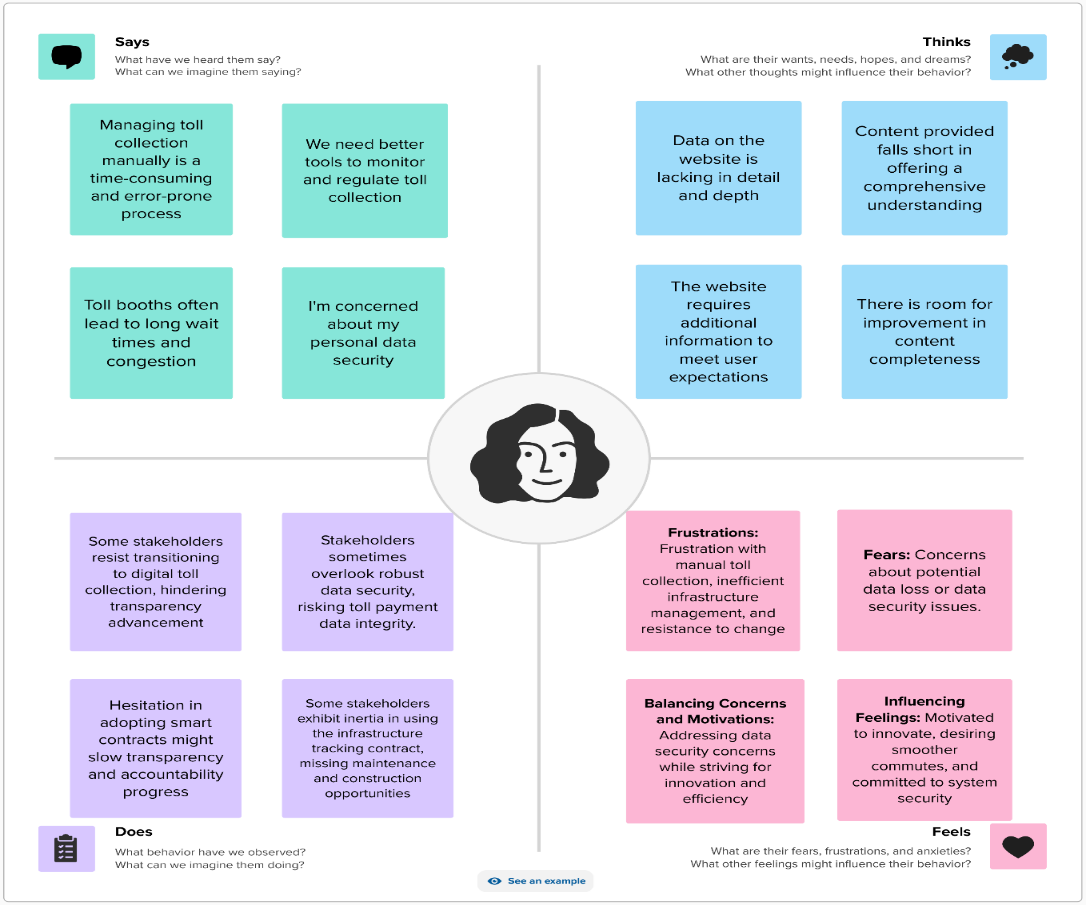 Says
What have we heard them say?
What can we imagine them saying?
Managing toll
collection
manually is a
time-consuming
and error-prone
process
We need better
tools to monitor
and regulate toll
collection
Toll booths often
lead to long wait
times and
congestion
I'm concerned
about my
personal data
security
Thinks
What are their wants, needs, hopes, and dreams?
What other thoughts might influence their behavior?
Data on the
website is
lacking in detail
and depth
Content provided
falls short in
offering a
comprehensive
understanding
The website
requires
additional
information to
meet user
expectations
There is room for
improvement in
content
completeness
Some stakeholders
resist transitioning
to digital toll
collection, hindering
transparency
advancement
Stakeholders
sometimes
overlook robust
data security,
risking toll payment
data integrity.
Hesitation in
adopting smart
contracts might
slow transparency
and accountability
progress
Some stakeholders
exhibit inertia in using
the infrastructure
tracking contract,
missing maintenance
and construction
opportunities
Does
What behavior have we observed?
What can we imagine them doing?
Frustrations:
Frustration with
manual toll
collection, inefficient
infrastructure
management, and
resistance to change
Fears: Concerns
about potential
data loss or data
security issues.
Balancing Concerns
and Motivations:
Addressing data
security concerns
while striving for
innovation and
efficiency
Influencing
Feelings: Motivated
to innovate, desiring
smoother
commutes, and
committed to system
security
Feels
What are their fears, frustrations, and anxieties?
What other feelings might influence their behavior?
See an example